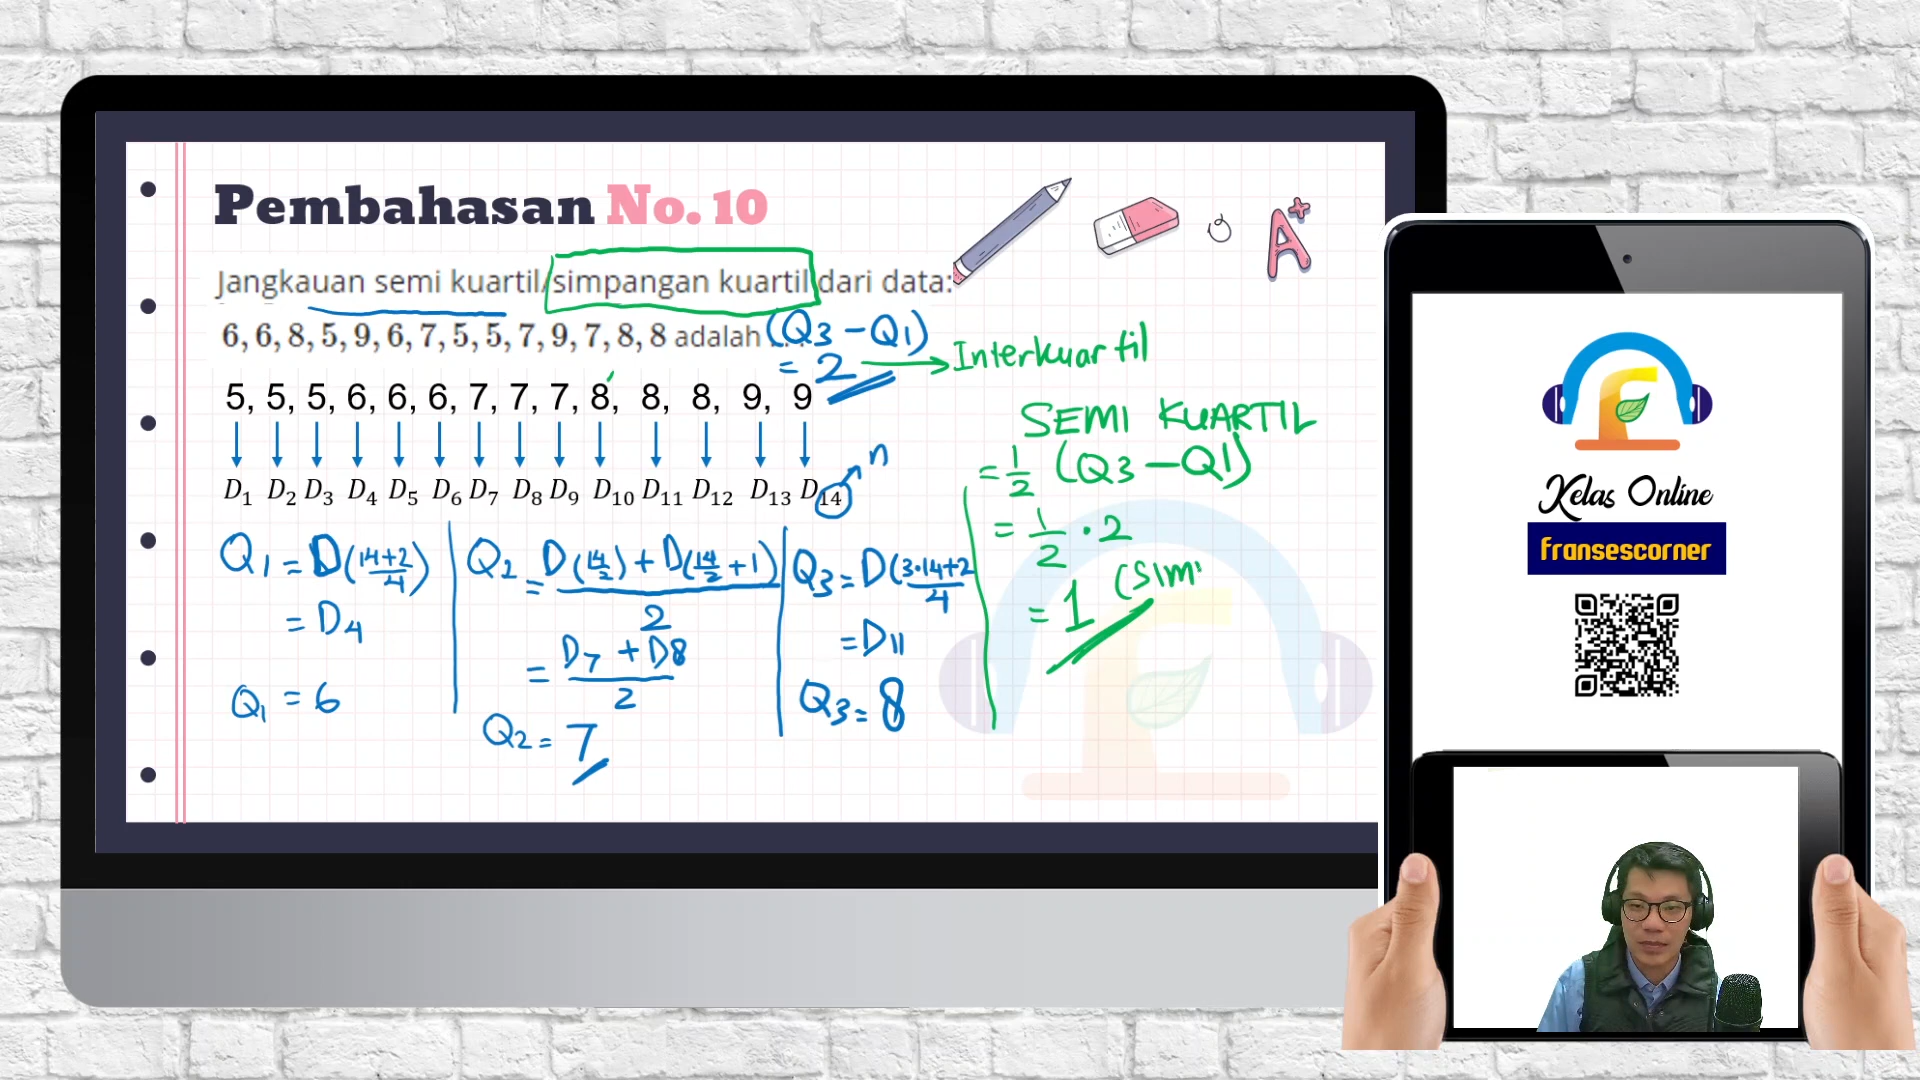 Pembahasan No. 10
Jangkauan semi kuartil/simpangan kuartil dari data:
6, 6, 8, 5, 9, 6, 7, 5, 5, 7, 9, 7, 8, 8 adalah
(Q3 - Q1)
= 2 → Interkuartil
5, 5, 5, 6, 6, 6, 7, 7, 7, 8, 8, 8, 9, 9
D1 D2 D3 D4 D5 D6 D7 D8 D9 D10 D11 D12 D13 D14
n
Q1 = D(14+2/4)
= D4
Q1 = 6
Q2 = D(14/2) + D(14/2 + 1) / 2
= D7 + D8 / 2
Q2 = 7
Q3 = D(3·14+2/4
= D11
Q3 = 8
SEMI KUARTIL
= 1/2 (Q3 - Q1)
= 1/2 · 2
= 1 (Sim
A+
Kelas Online
fransescorner